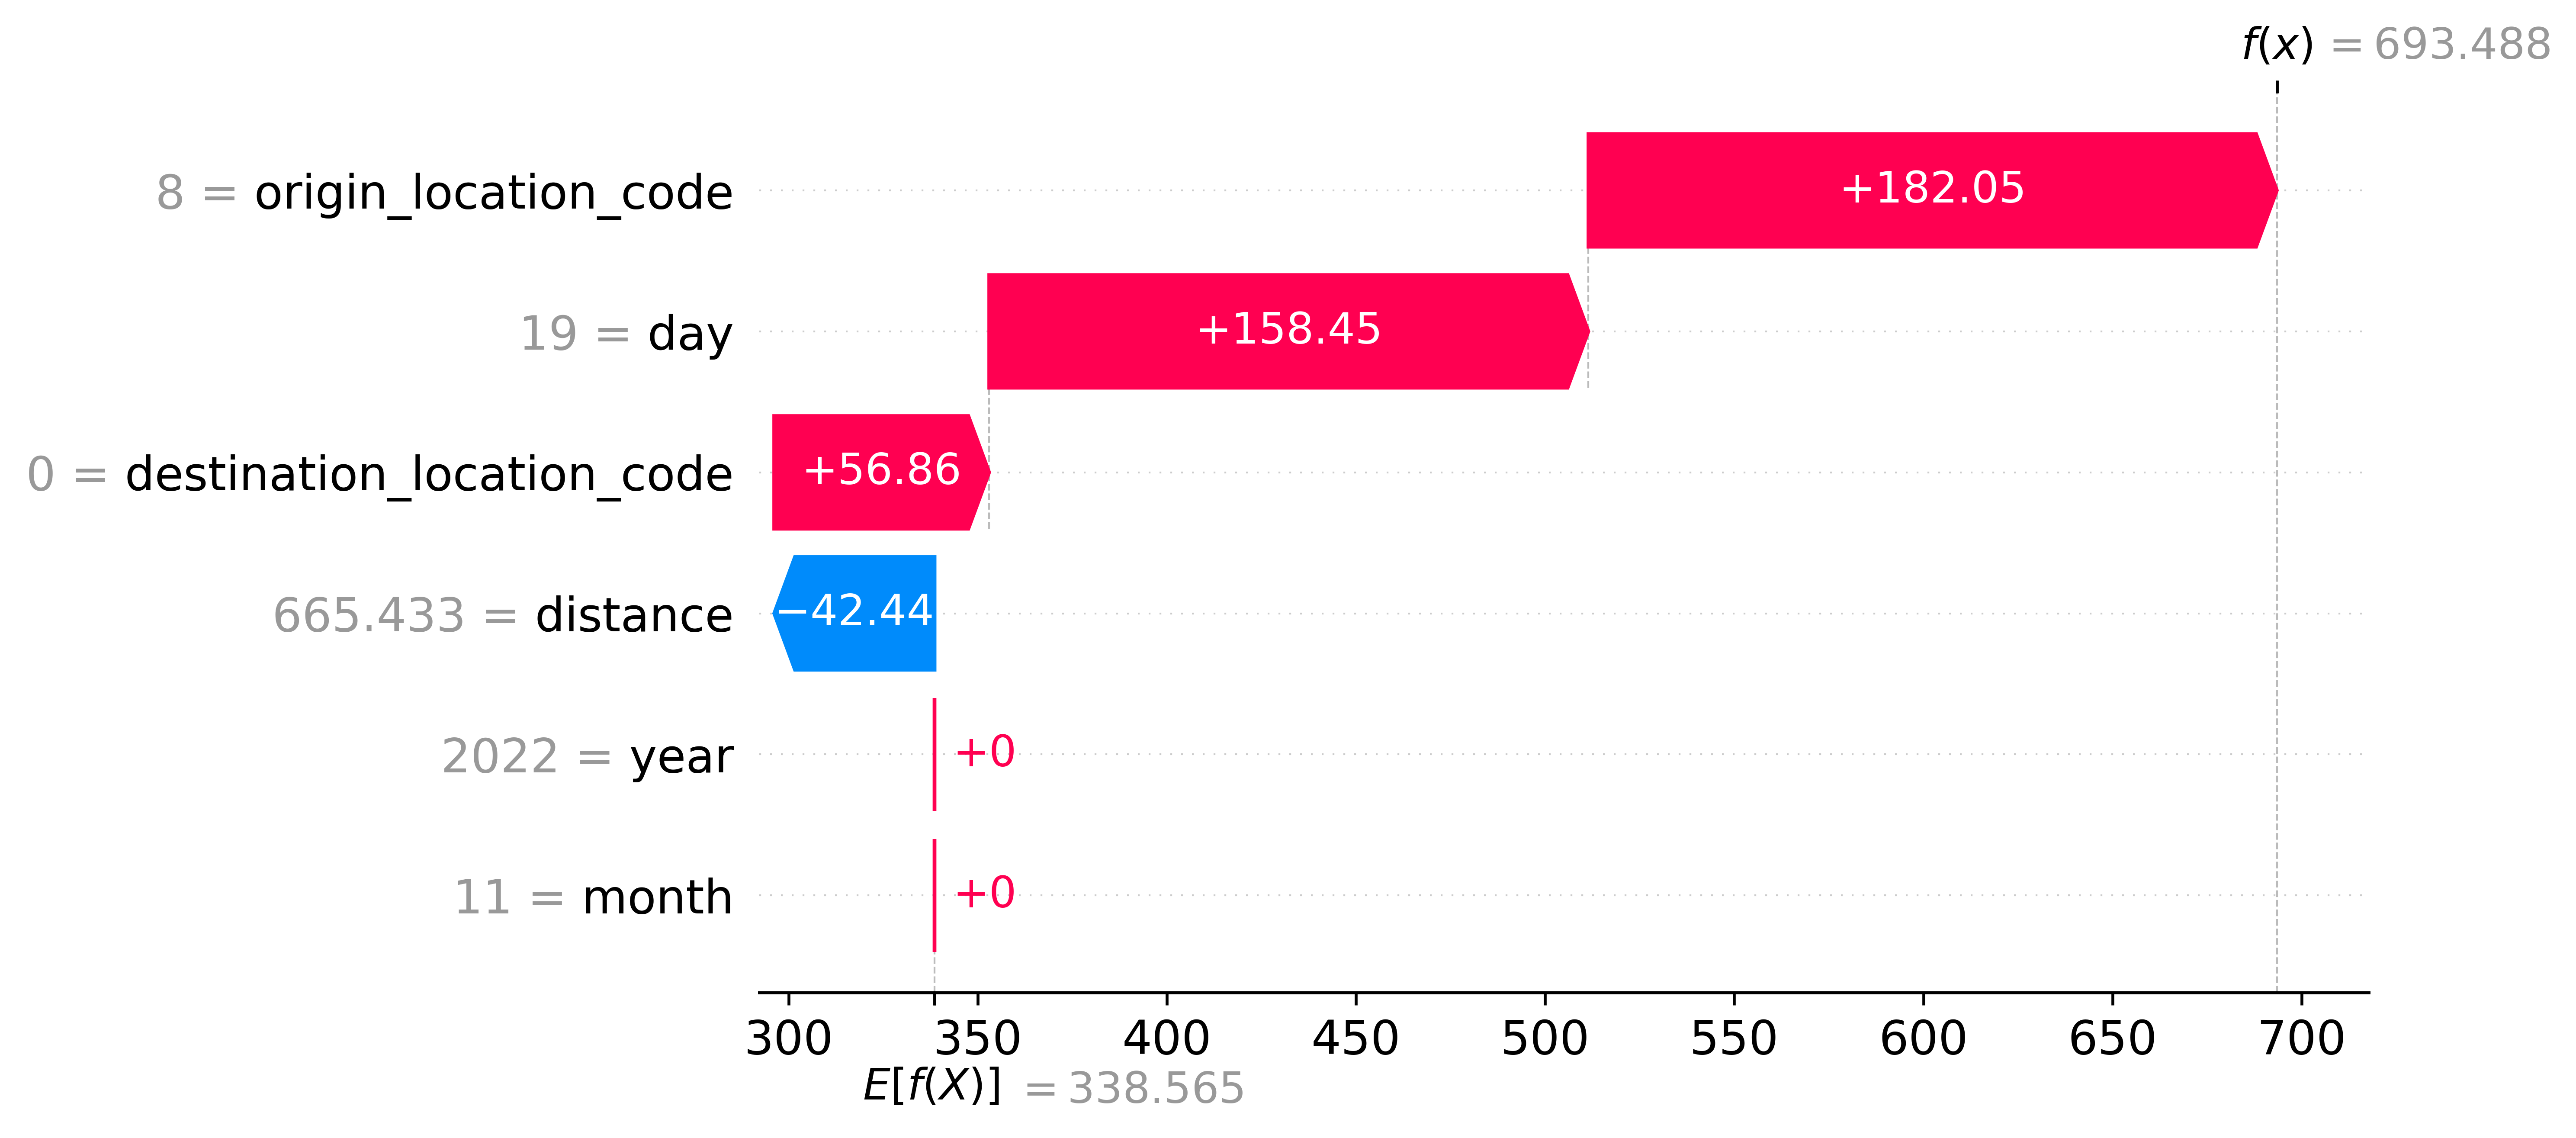 f(x) = 693.488
8 = origin_location_code
+182.05
19 = day
+158.45
0 = destination_location_code
+56.86
665.433 = distance
−42.44
2022 = year
+0
11 = month
+0
300 350 400 450 500 550 600 650 700
E[f(X)] = 338.565